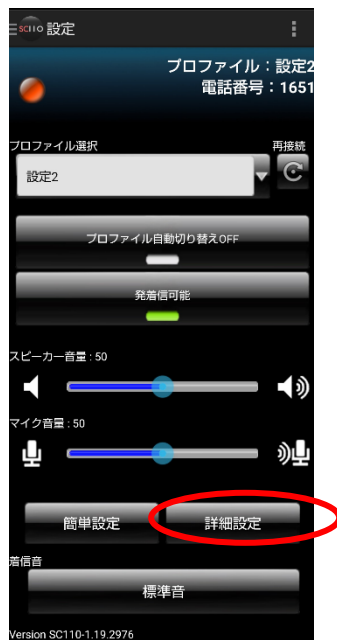 SC110 設定
プロファイル：設定2
電話番号：1651
プロファイル選択
再接続
設定2
プロファイル自動切り替えOFF
発着信可能
スピーカー音量 : 50
マイク音量 : 50
簡単設定
詳細設定
着信音
標準音
Version SC110-1.19.2976